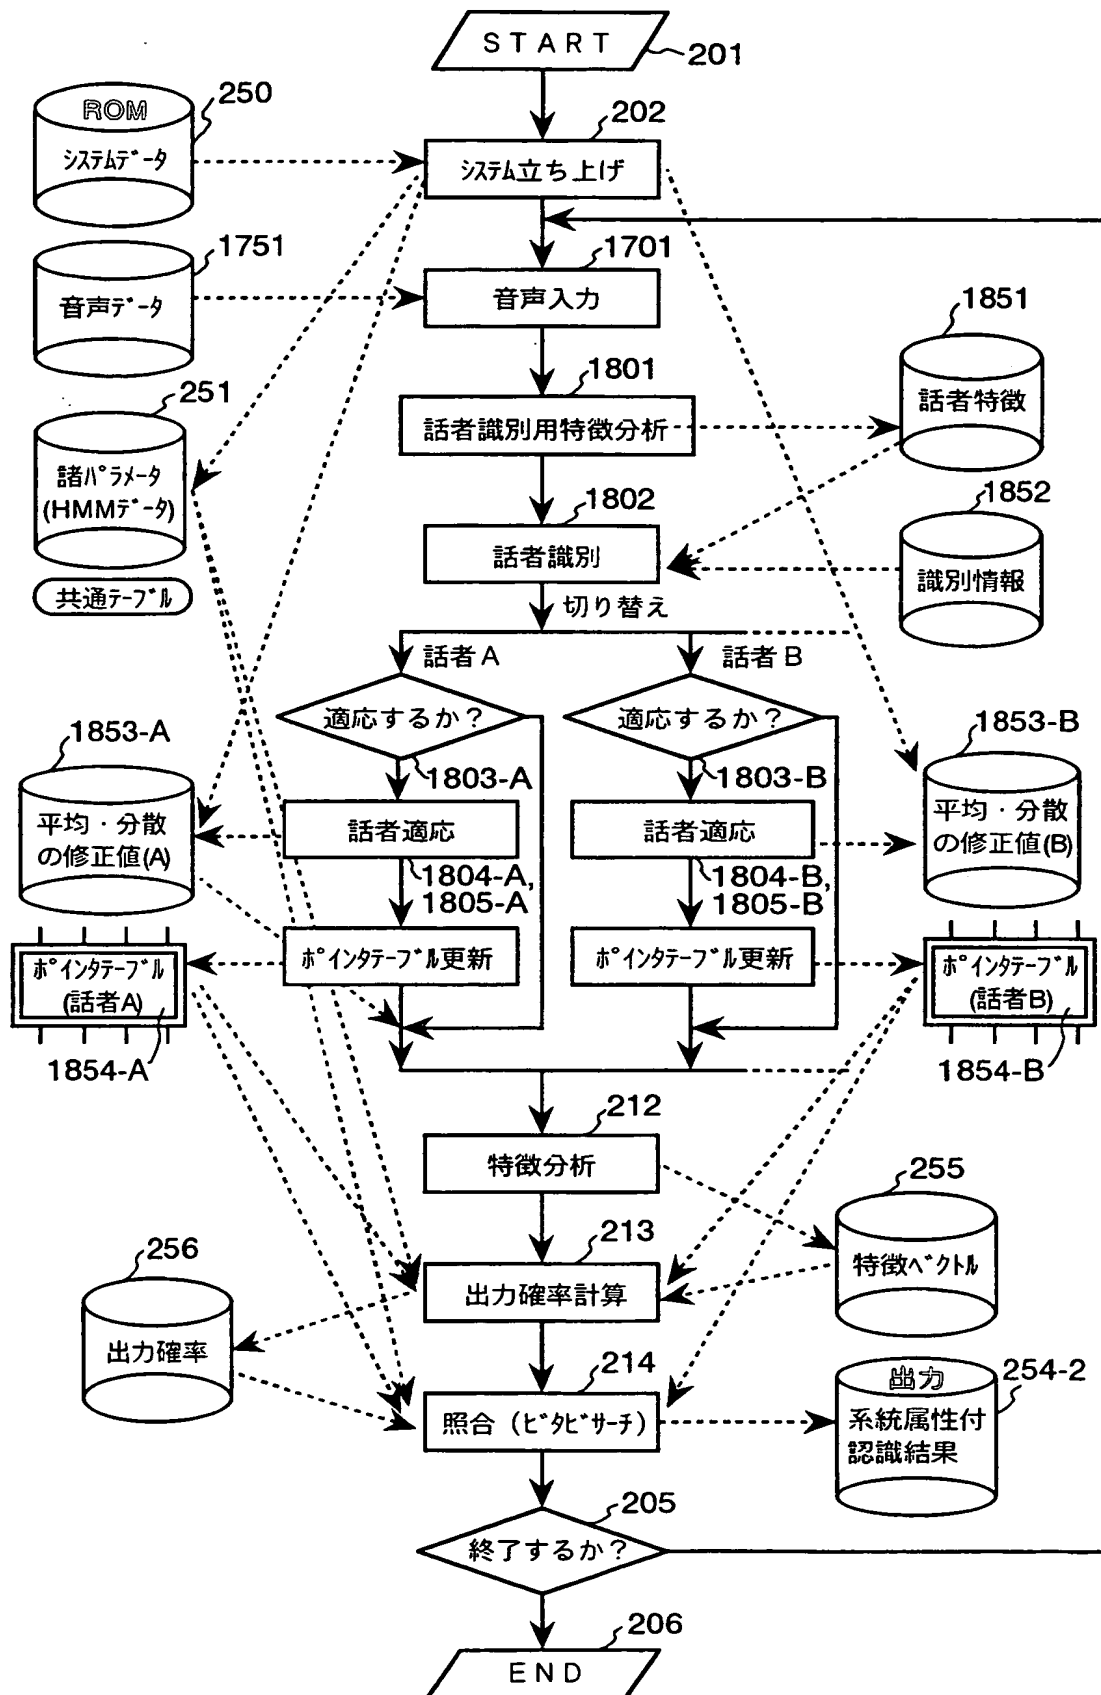 START
201
ROM
250
システムデータ
202
システム立ち上げ
1751
音声データ
1701
音声入力
1851
話者特徴
1801
話者識別用特徴分析
251
諸パラメータ
(HMMデータ)
共通テーブル
1802
話者識別
1852
識別情報
切り替え
話者A
話者B
適応するか?
適応するか?
1803-A
1803-B
1853-A
平均・分散
の修正値(A)
1853-B
平均・分散
の修正値(B)
話者適応
話者適応
1804-A,
1805-A
1804-B,
1805-B
ポインタテーブル更新
ポインタテーブル更新
ポインタテーブル
(話者A)
1854-A
ポインタテーブル
(話者B)
1854-B
212
特徴分析
255
特徴ベクトル
213
出力確率計算
256
出力確率
214
照合(ビタビサーチ)
出力
254-2
系統属性付
認識結果
205
終了するか?
206
END